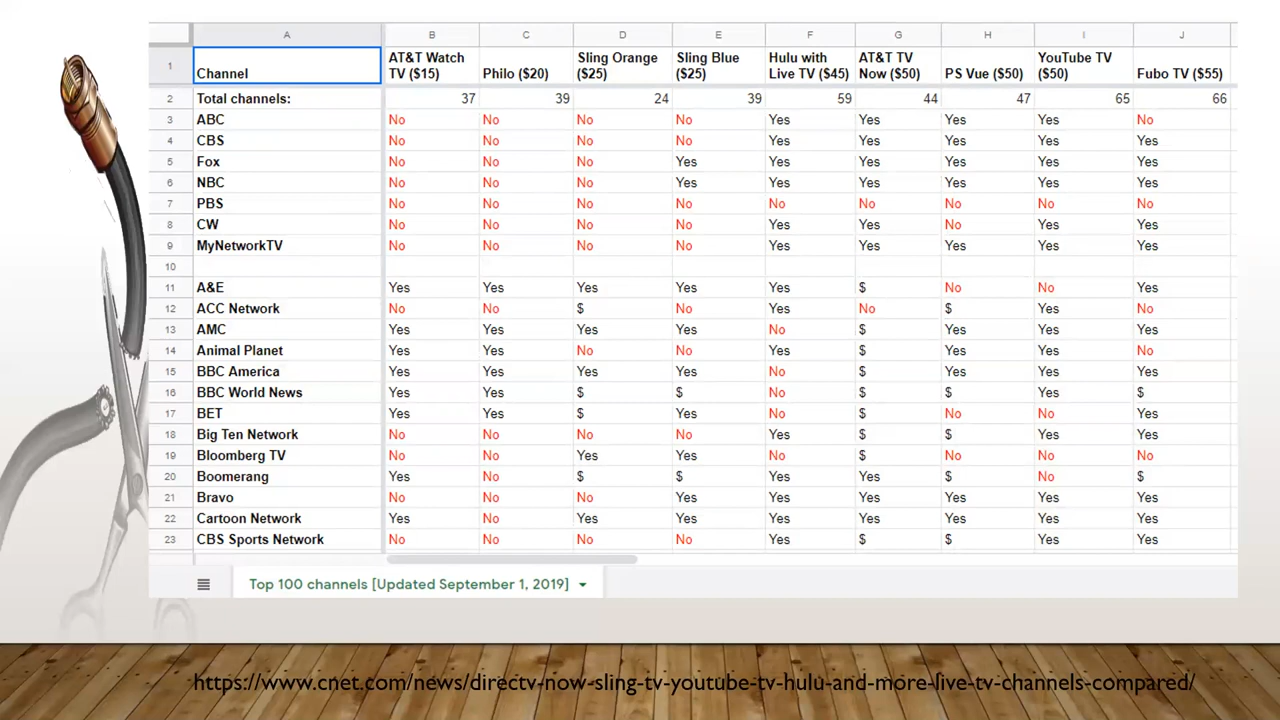 A B C D E F G H I J
1 Channel AT&T Watch TV ($15) Philo ($20) Sling Orange ($25) Sling Blue ($25) Hulu with Live TV ($45) AT&T TV Now ($50) PS Vue ($50) YouTube TV ($50) Fubo TV ($55)
2 Total channels: 37 39 24 39 59 44 47 65 66
3 ABC No No No No Yes Yes Yes Yes No
4 CBS No No No No Yes Yes Yes Yes Yes
5 Fox No No No Yes Yes Yes Yes Yes Yes
6 NBC No No No Yes Yes Yes Yes Yes Yes
7 PBS No No No No No No No No No
8 CW No No No No Yes Yes No Yes Yes
9 MyNetworkTV No No No No Yes Yes Yes Yes Yes
10
11 A&E Yes Yes Yes Yes Yes $ No No Yes
12 ACC Network No No $ No Yes No $ Yes No
13 AMC Yes Yes Yes Yes No $ Yes Yes Yes
14 Animal Planet Yes Yes No No Yes $ Yes Yes No
15 BBC America Yes Yes Yes Yes No $ Yes Yes Yes
16 BBC World News Yes Yes $ $ No $ $ Yes $
17 BET Yes Yes $ Yes No $ No No Yes
18 Big Ten Network No No No No Yes $ $ Yes Yes
19 Bloomberg TV No No Yes Yes No $ No No No
20 Boomerang Yes No $ $ Yes Yes $ No $
21 Bravo No No No Yes Yes Yes Yes Yes Yes
22 Cartoon Network Yes No Yes Yes Yes Yes Yes Yes Yes
23 CBS Sports Network No No No No Yes $ $ Yes Yes
Top 100 channels [Updated September 1, 2019]
https://www.cnet.com/news/directv-now-sling-tv-youtube-tv-hulu-and-more-live-tv-channels-compared/